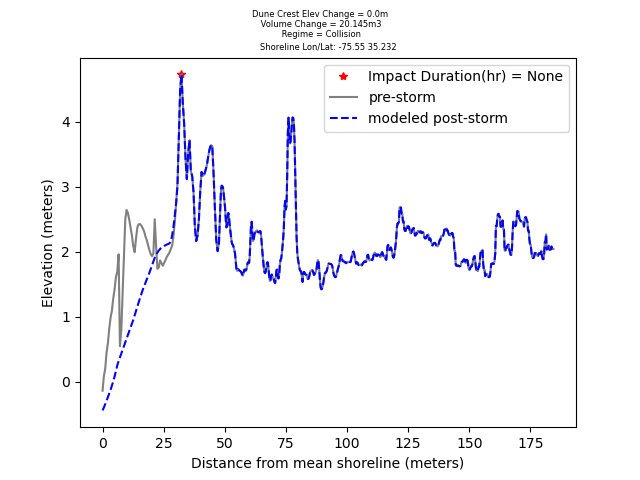 Dune Crest Elev Change = 0.0m
Volume Change = 20.145m3
Regime = Collision
Shoreline Lon/Lat: -75.55 35.232
Impact Duration(hr) = None
pre-storm
modeled post-storm
4
3
2
1
0
Elevation (meters)
0 25 50 75 100 125 150 175
Distance from mean shoreline (meters)